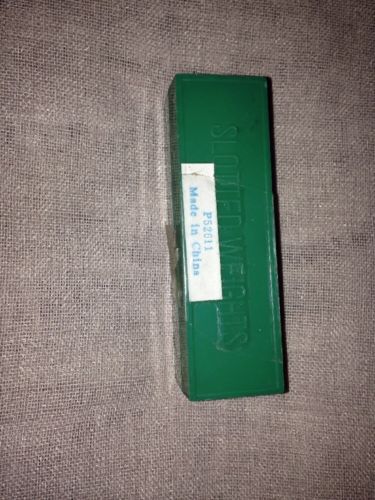 SLOTTED WEIGHTS
P52011
Made in China